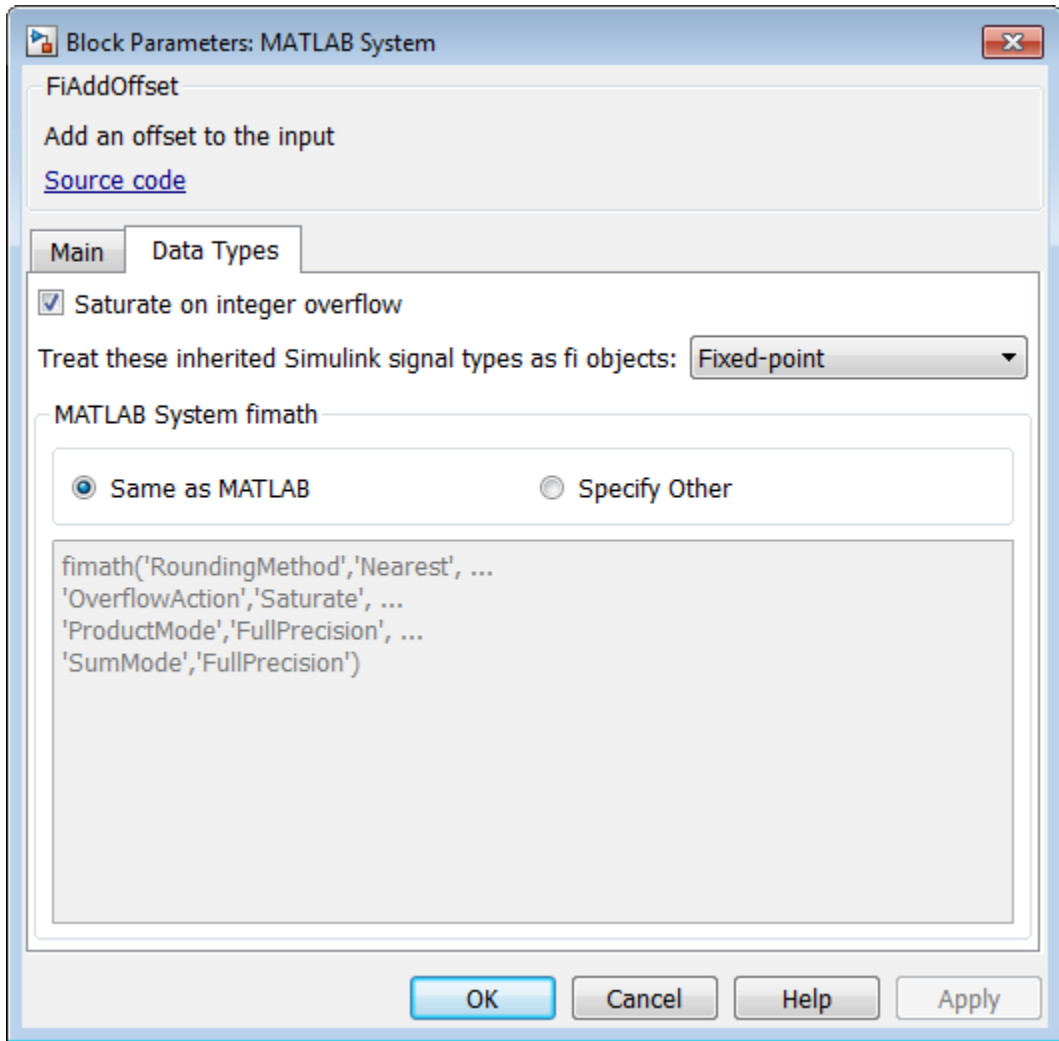 Block Parameters: MATLAB System
FiAddOffset
Add an offset to the input
Source code
Main Data Types
Saturate on integer overflow
Treat these inherited Simulink signal types as fi objects: Fixed-point
MATLAB System fimath
Same as MATLAB Specify Other
fimath('RoundingMethod','Nearest', ...
'OverflowAction','Saturate', ...
'ProductMode','FullPrecision', ...
'SumMode','FullPrecision')
OK Cancel Help Apply